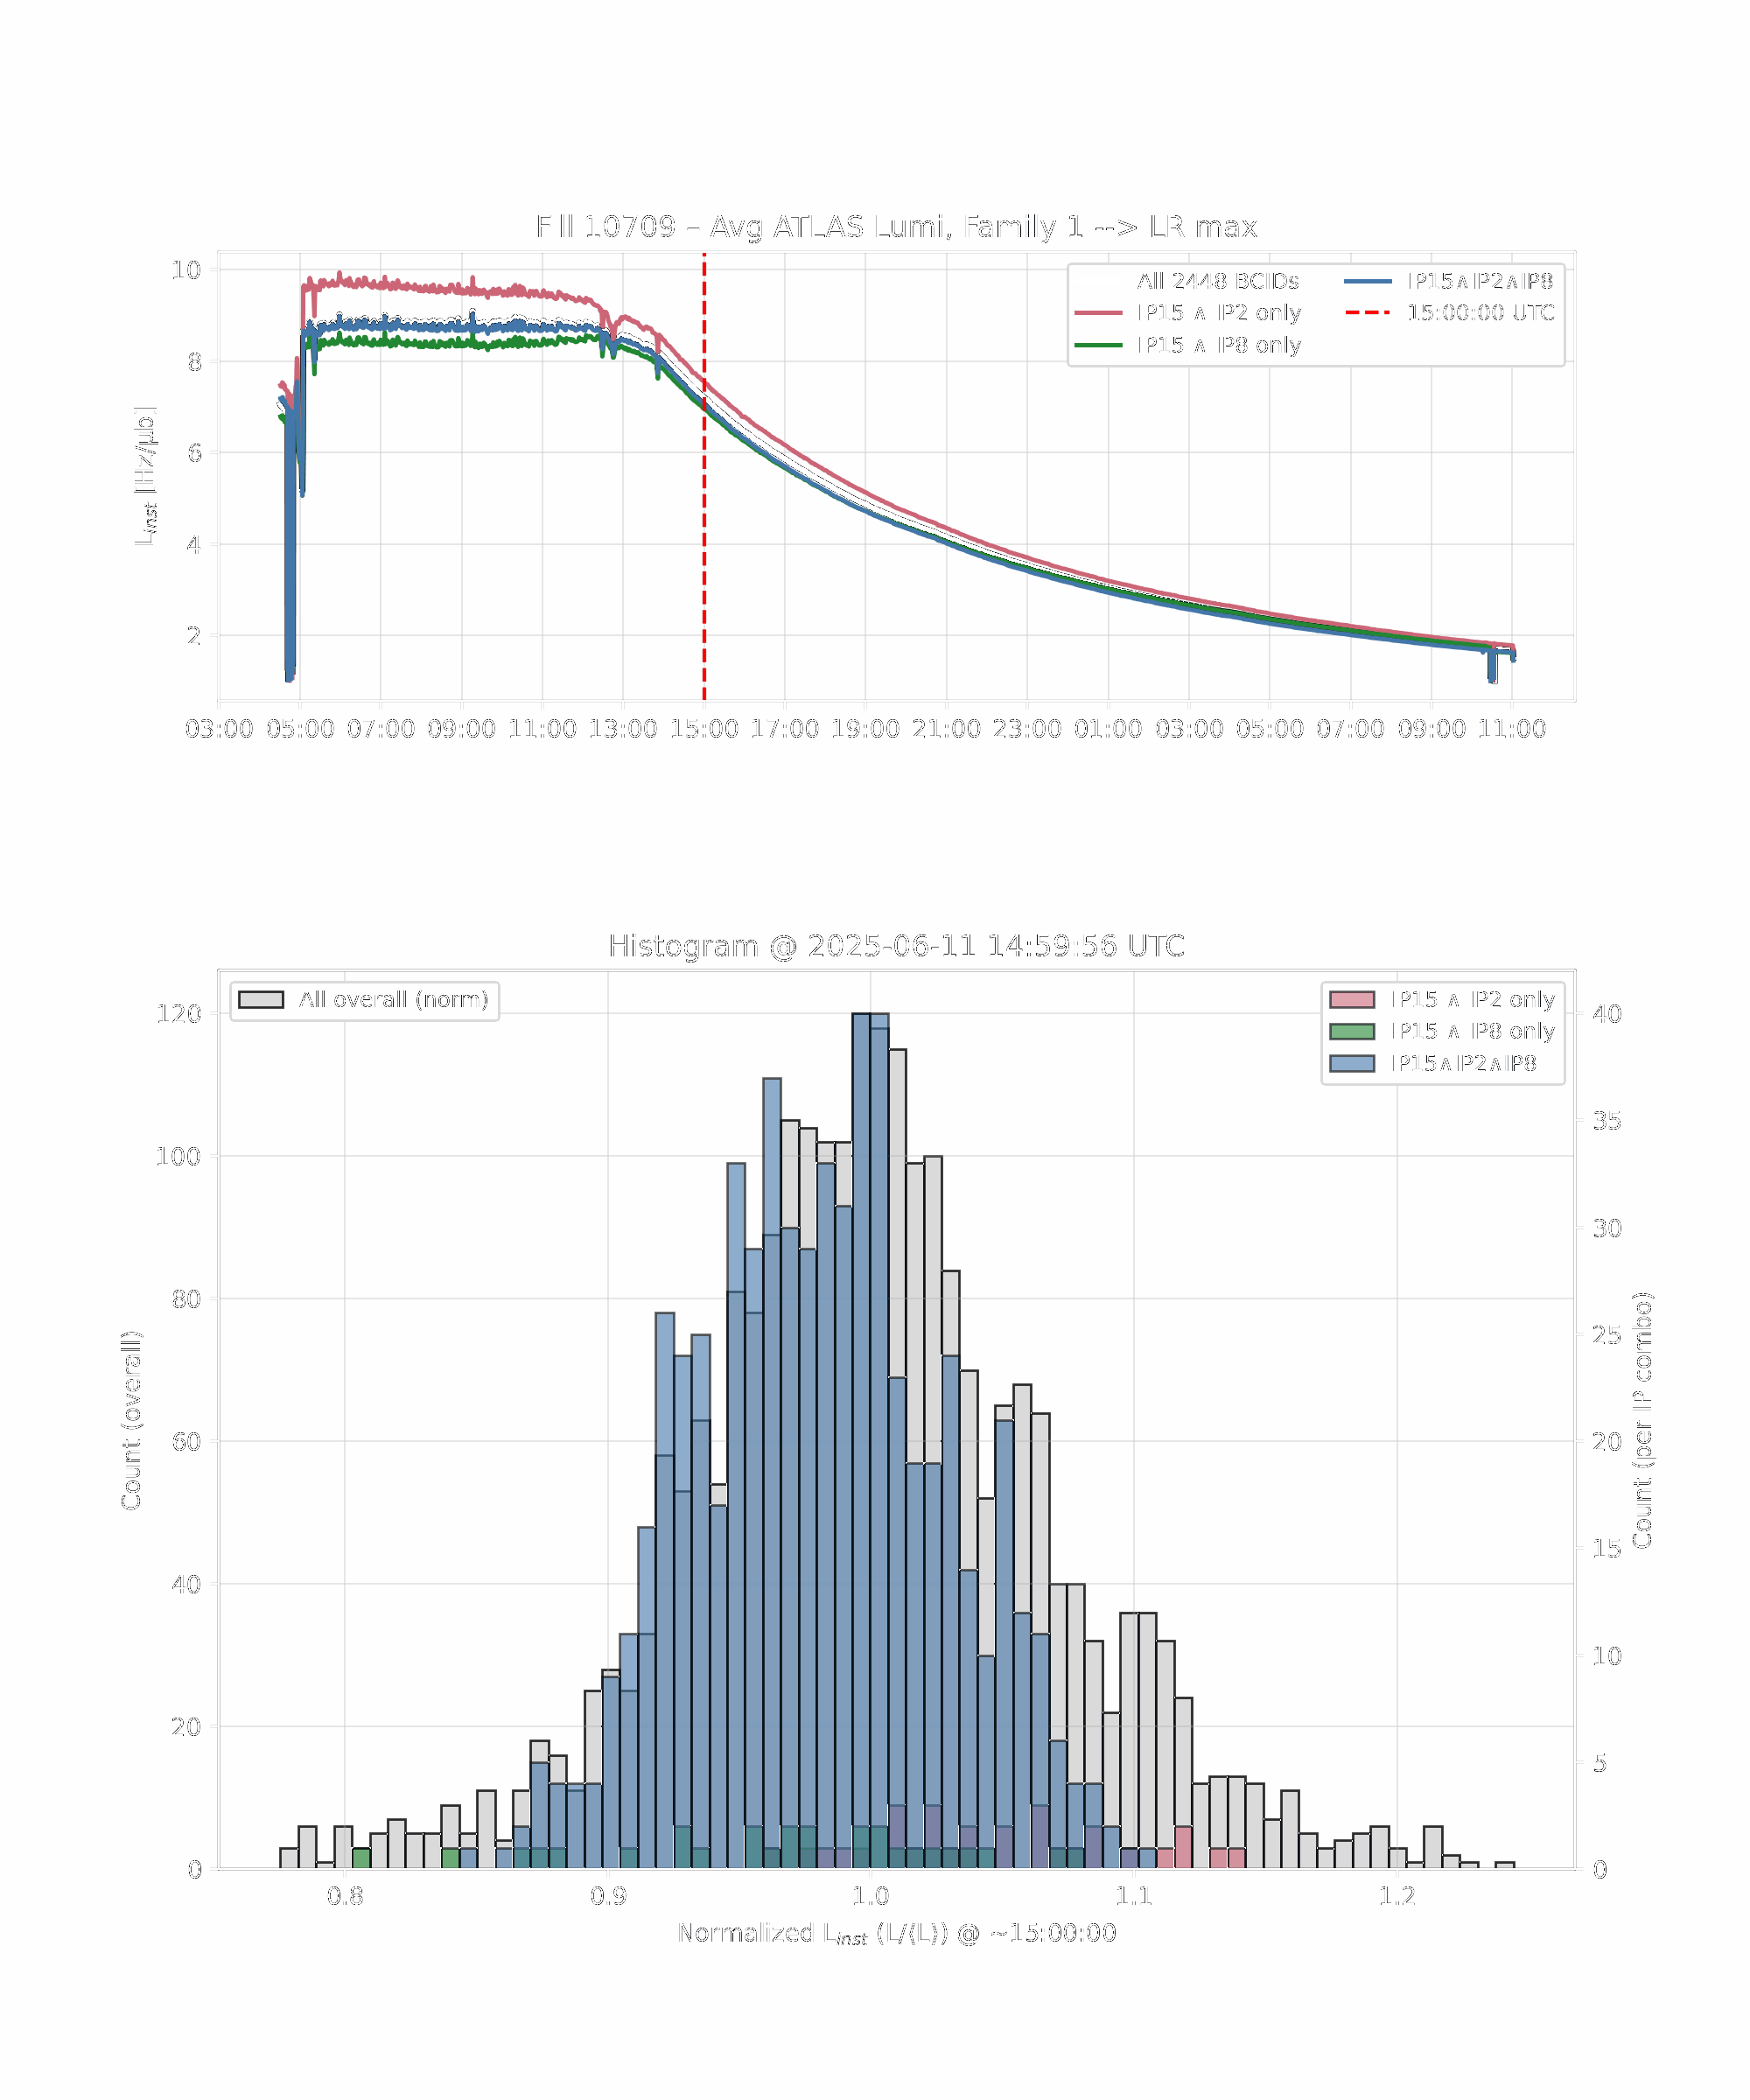 Fill 10709 – Avg ATLAS Lumi, Family 1 --> LR max
10
8
6
4
2
L_inst [Hz/μb]
All 2448 BCIDs
IP15 ∧ IP2 only
IP15 ∧ IP8 only
IP15∧IP2∧IP8
15:00:00 UTC
03:00 05:00 07:00 09:00 11:00 13:00 15:00 17:00 19:00 21:00 23:00 01:00 03:00 05:00 07:00 09:00 11:00
Histogram @ 2025-06-11 14:59:56 UTC
All overall (norm)
IP15 ∧ IP2 only
IP15 ∧ IP8 only
IP15∧IP2∧IP8
120
100
80
60
40
20
0
Count (overall)
40
35
30
25
20
15
10
5
0
Count (per IP combo)
0.8 0.9 1.0 1.1 1.2
Normalized L_inst (L/⟨L⟩) @ ~15:00:00